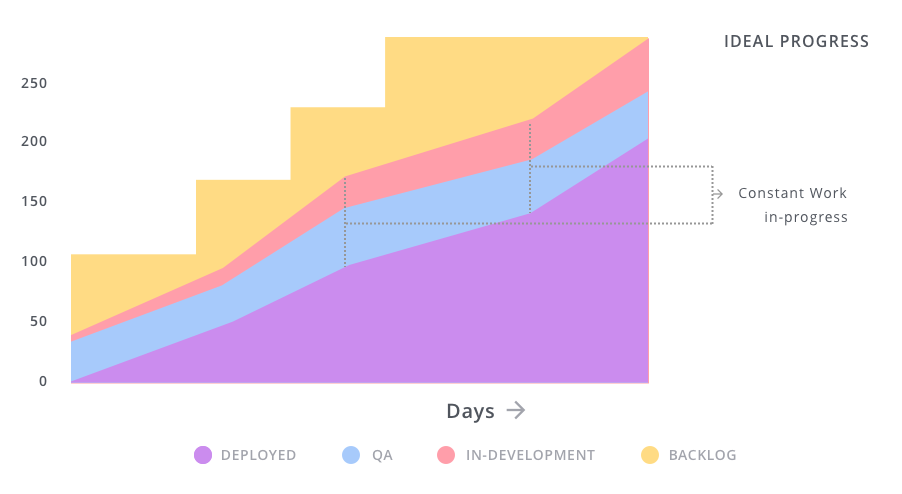 IDEAL PROGRESS
250
200
150
100
50
0
Constant Work
in-progress
Days
DEPLOYED
QA
IN-DEVELOPMENT
BACKLOG